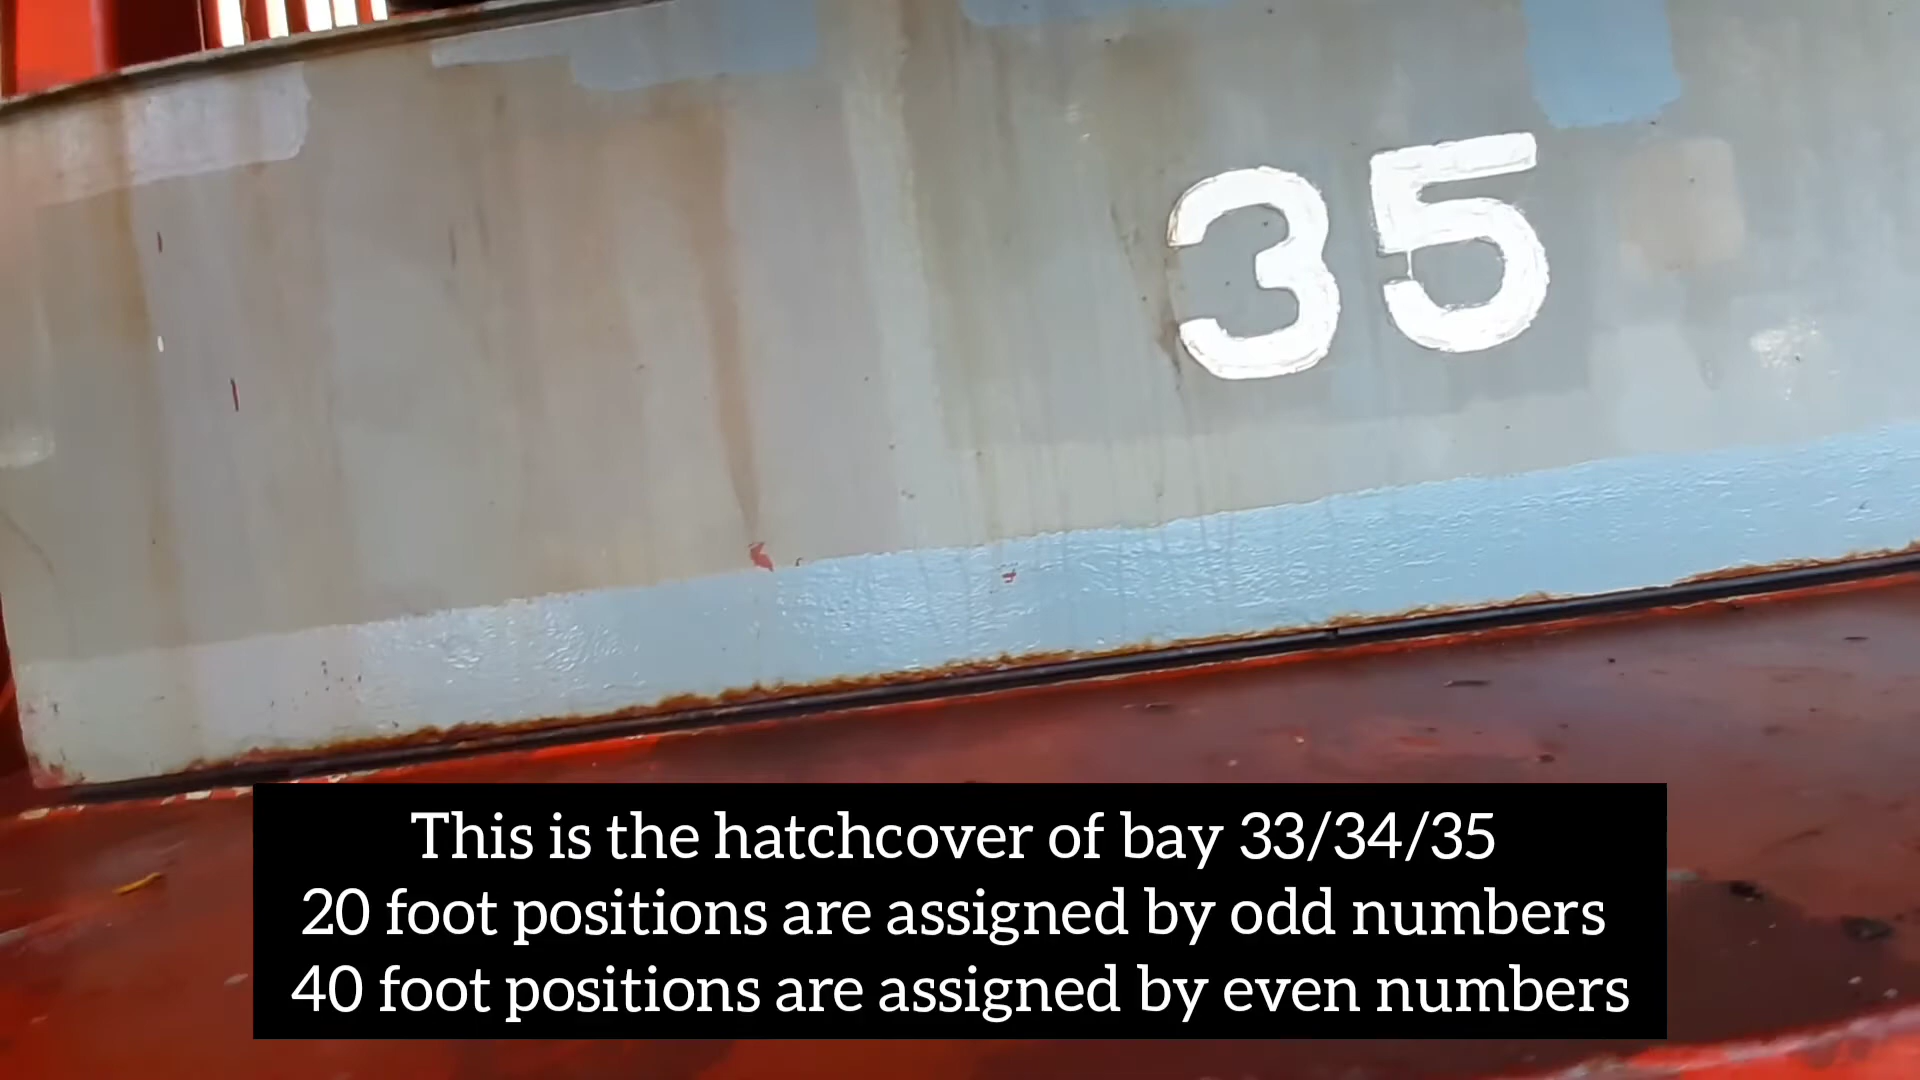 35
This is the hatchcover of bay 33/34/35
20 foot positions are assigned by odd numbers
40 foot positions are assigned by even numbers